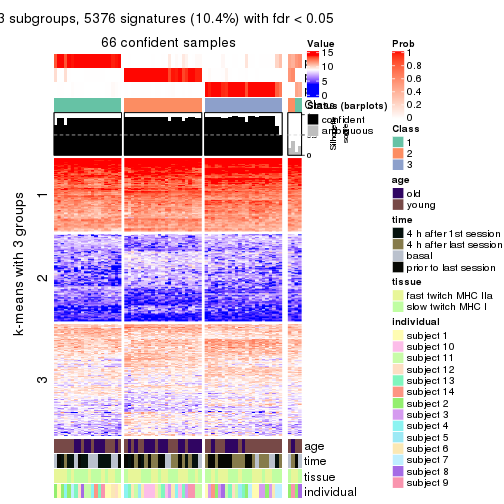 3 subgroups, 5376 signatures (10.4%) with fdr < 0.05
66 confident samples
k-means with 3 groups
1
2
3
p
p
p
Class
Silhouette
score
0
age
time
tissue
individual
Value
15
10
5
0
Status (barplots)
confident
ambiguous
Prob
1
0.8
0.6
0.4
0.2
0
Class
1
2
3
age
old
young
time
4 h after 1st session
4 h after last session
basal
prior to last session
tissue
fast twitch MHC IIa
slow twitch MHC I
individual
subject 1
subject 10
subject 11
subject 12
subject 13
subject 14
subject 2
subject 3
subject 4
subject 5
subject 6
subject 7
subject 8
subject 9